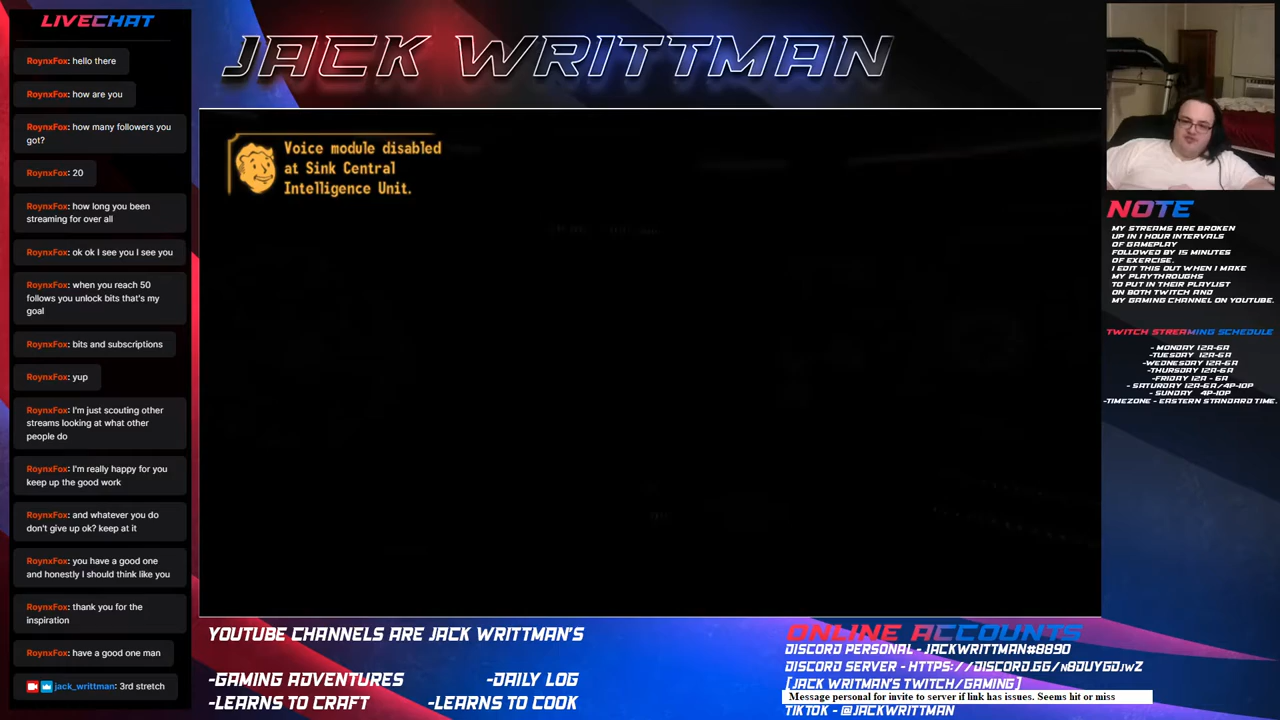 LIVECHAT
RoynxFox: hello there
RoynxFox: how are you
RoynxFox: how many followers you
got?
RoynxFox: 20
RoynxFox: how long you been
streaming for over all
RoynxFox: ok ok I see you I see you
RoynxFox: when you reach 50
follows you unlock bits that's my
goal
RoynxFox: bits and subscriptions
RoynxFox: yup
RoynxFox: I'm just scouting other
streams looking at what other
people do
RoynxFox: I'm really happy for you
keep up the good work
RoynxFox: and whatever you do
don't give up ok? keep at it
RoynxFox: you have a good one
and honestly I should think like you
RoynxFox: thank you for the
inspiration
RoynxFox: have a good one man
jack_writtman: 3rd stretch
JACK WRITTMAN
Voice module disabled
at Sink Central
Intelligence Unit.
NOTE
MY STREAMS ARE BROKEN
UP IN 1 HOUR INTERVALS
OF GAMEPLAY
FOLLOWED BY 15 MINUTES
OF EXERCISE.
I EDIT THIS OUT WHEN I MAKE
MY PLAYTHROUGHS
TO PUT IN THEIR PLAYLIST
ON BOTH TWITCH AND
MY GAMING CHANNEL ON YOUTUBE.
TWITCH STREAMING SCHEDULE
- MONDAY 12A-6A
-TUESDAY 12A-6A
-WEDNESDAY 12A-6A
-THURSDAY 12A-6A
-FRIDAY 12A - 6A
- SATURDAY 12A-6A/4P-10P
- SUNDAY 4P-10P
-TIMEZONE - EASTERN STANDARD TIME.
YOUTUBE CHANNELS ARE JACK WRITTMAN'S
-GAMING ADVENTURES -DAILY LOG
-LEARNS TO CRAFT -LEARNS TO COOK
ONLINE ACCOUNTS
DISCORD PERSONAL - JACKWRITTMAN#8890
DISCORD SERVER - HTTPS://DISCORD.GG/
[JACK WRITMAN'S TWITCH/GAMING]
Message personal for invite to server if link has issues. Seems hit or miss
TIKTOK - @JACKWRITTMAN